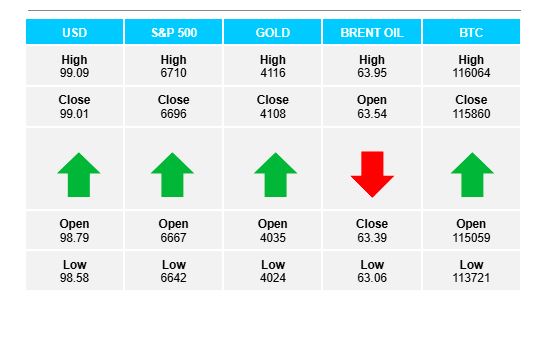 USD S&P 500 GOLD BRENT OIL BTC
High High High High High
99.09 6710 4116 63.95 116064
Close Close Close Open Close
99.01 6696 4108 63.54 115860
Open Open Open Close Open
98.79 6667 4035 63.39 115059
Low Low Low Low Low
98.58 6642 4024 63.06 113721